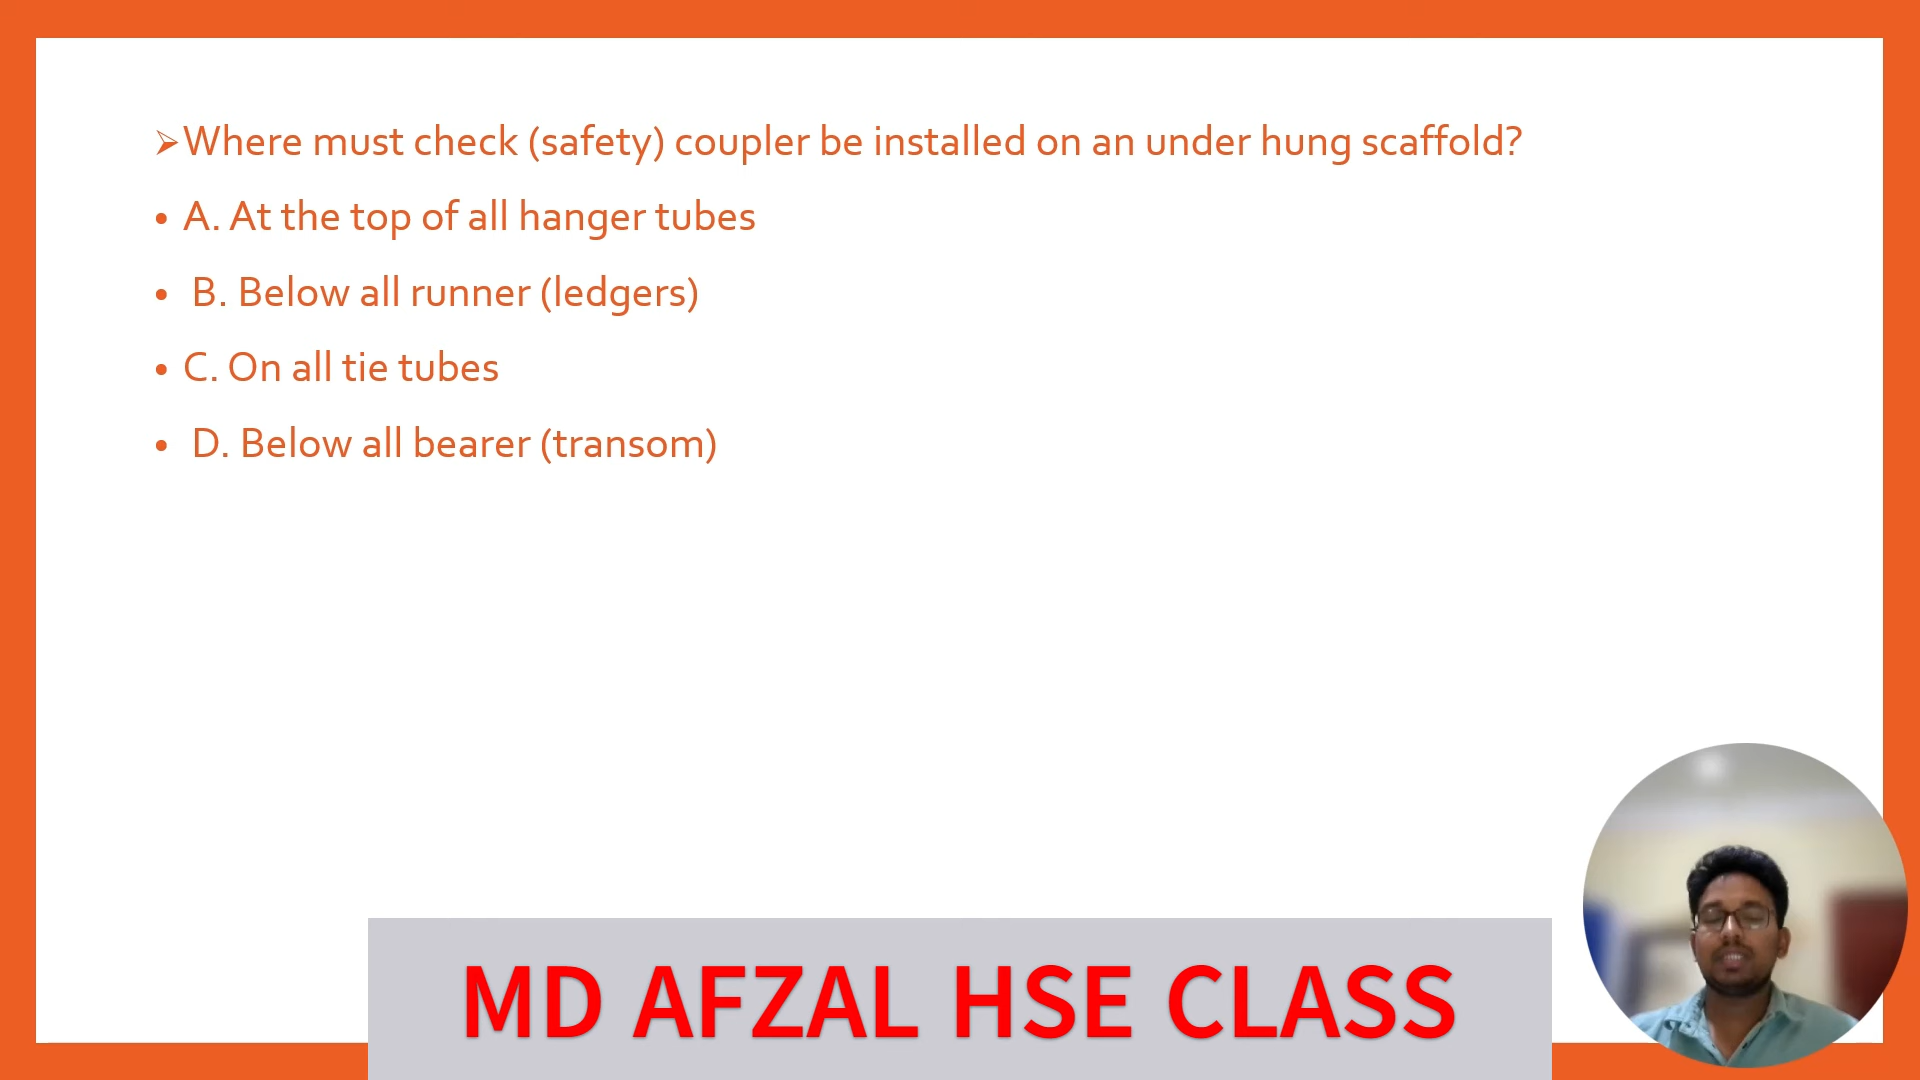 ➢Where must check (safety) coupler be installed on an under hung scaffold?
• A. At the top of all hanger tubes
• B. Below all runner (ledgers)
• C. On all tie tubes
• D. Below all bearer (transom)
MD AFZAL HSE CLASS